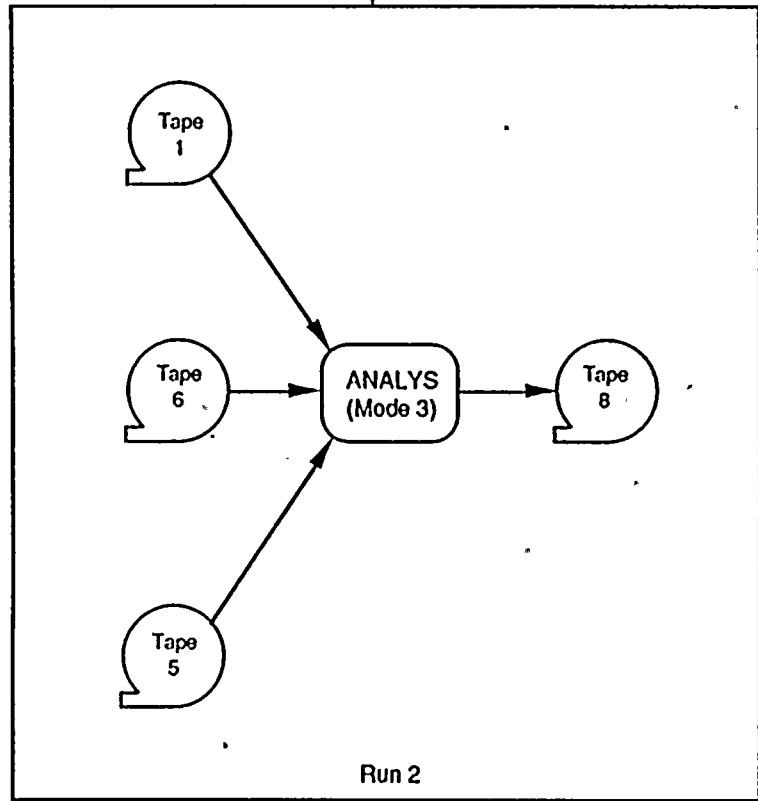 Tape
1
Tape
6
ANALYS
(Mode 3)
Tape
8
Tape
5
Run 2